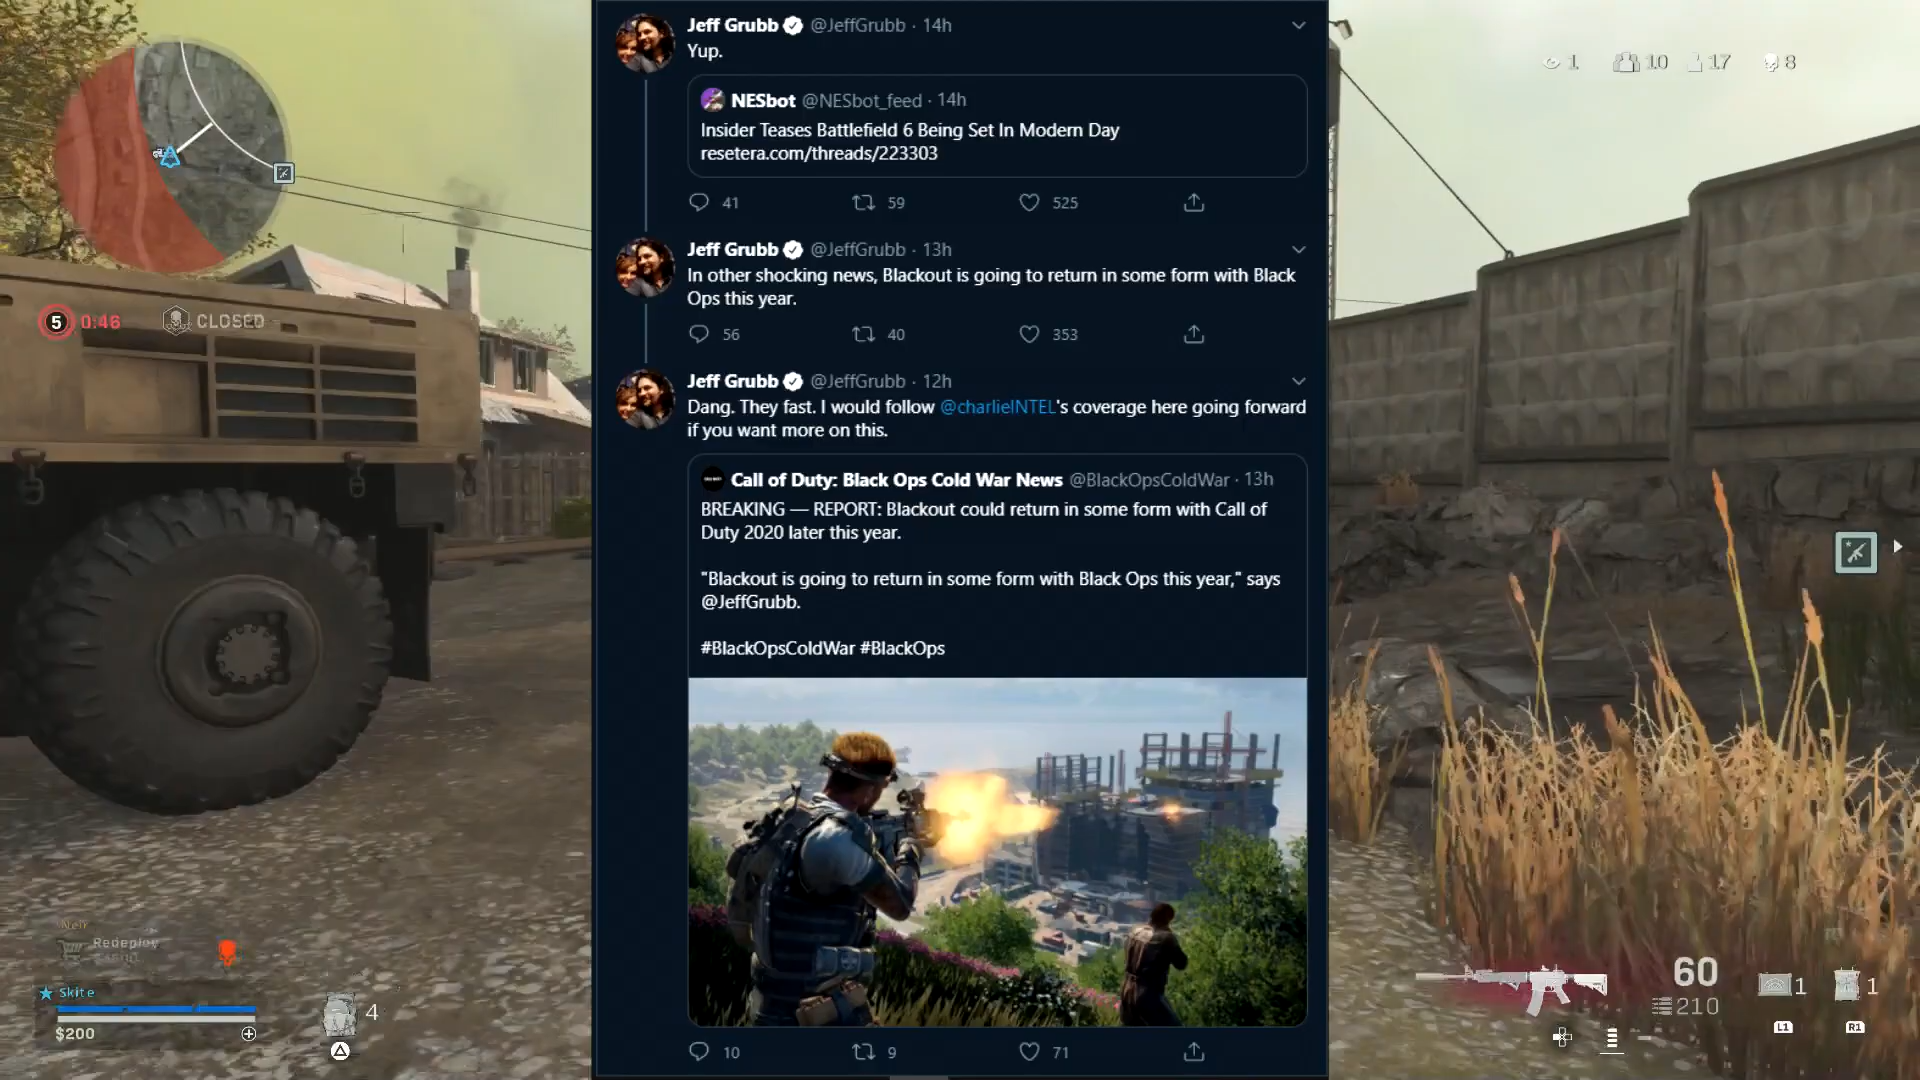 Jeff Grubb @JeffGrubb · 14h
Yup.
NESbot @NESbot_feed · 14h
Insider Teases Battlefield 6 Being Set In Modern Day
resetera.com/threads/223303
41 59 525
Jeff Grubb @JeffGrubb · 13h
In other shocking news, Blackout is going to return in some form with Black
Ops this year.
56 40 353
Jeff Grubb @JeffGrubb · 12h
Dang. They fast. I would follow @charlieINTEL's coverage here going forward
if you want more on this.
Call of Duty: Black Ops Cold War News @BlackOpsColdWar · 13h
BREAKING — REPORT: Blackout could return in some form with Call of
Duty 2020 later this year.
"Blackout is going to return in some form with Black Ops this year," says
@JeffGrubb.
#BlackOpsColdWar #BlackOps
10 9 71
1 10 17 8
5 0:46 CLOSED
Redeploy
Skite
$200
4
60
210
1 1
L1 R1